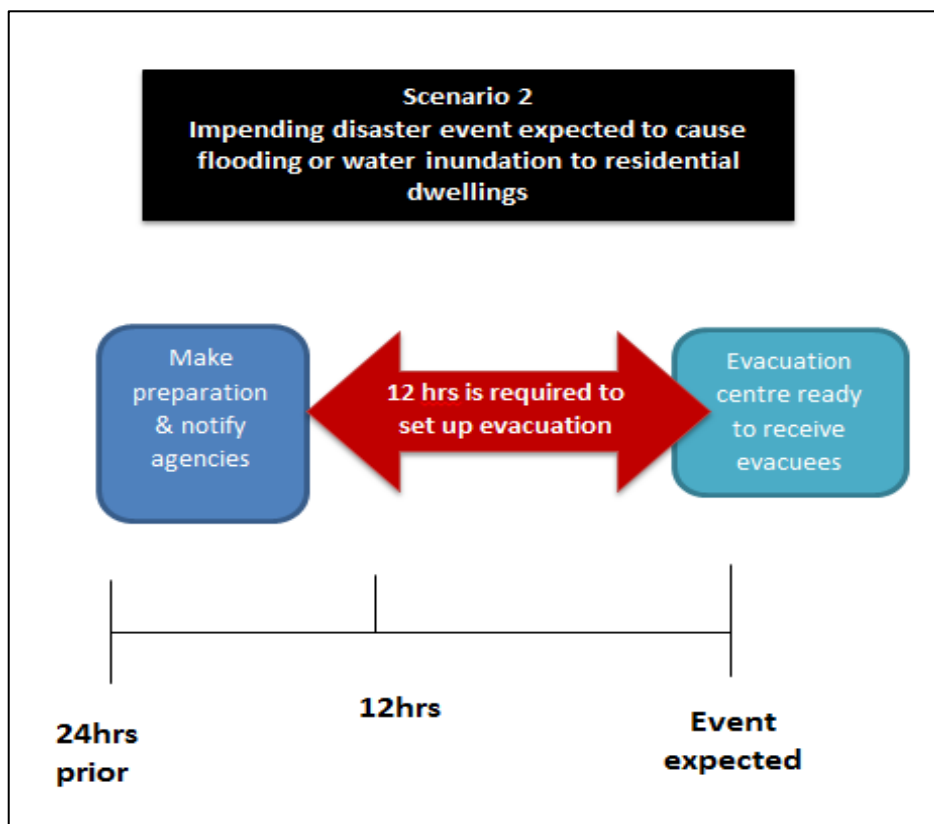 Scenario 2
Impending disaster event expected to cause
flooding or water inundation to residential
dwellings
Make
preparation
& notify
agencies
12 hrs is required to
set up evacuation
Evacuation
centre ready
to receive
evacuees
24hrs
prior
12hrs
Event
expected